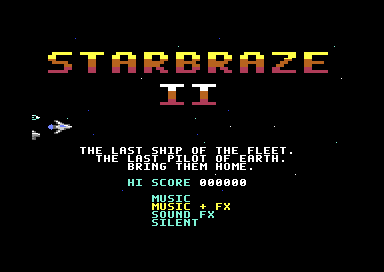 STARBRAZE
II
THE LAST SHIP OF THE FLEET.
THE LAST PILOT OF EARTH.
BRING THEM HOME.
HI SCORE 000000
MUSIC
MUSIC + FX
SOUND FX
SILENT